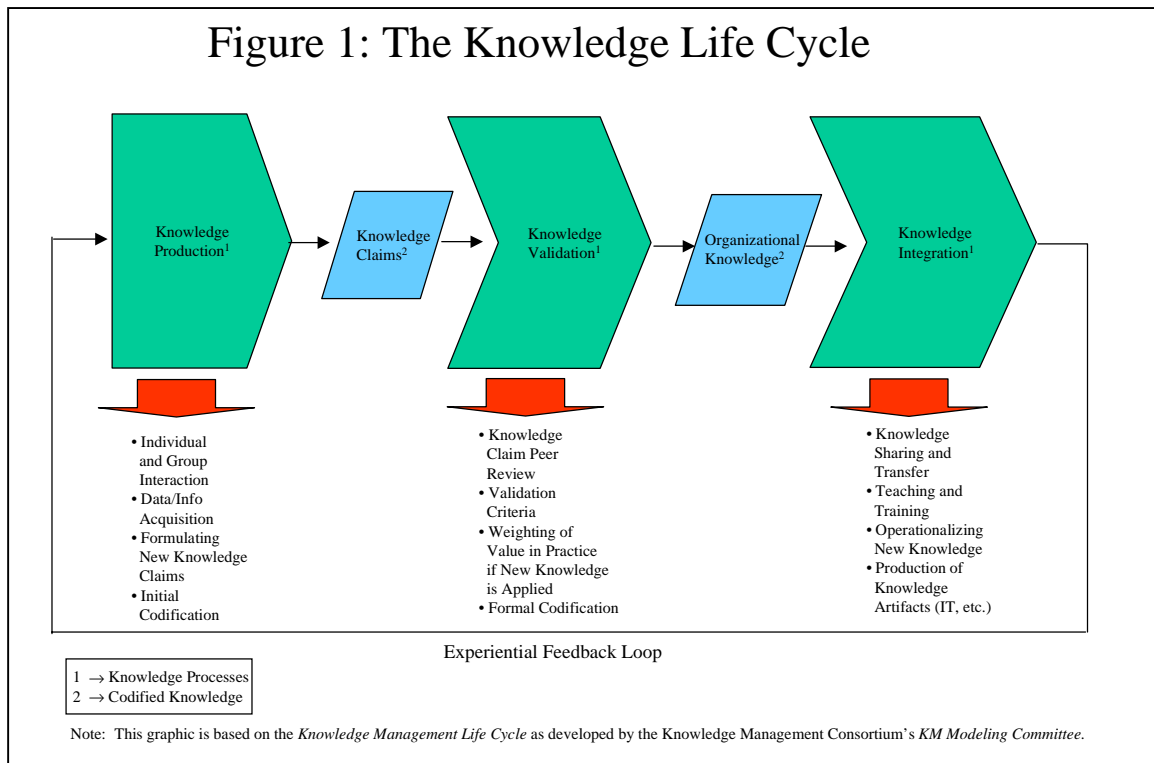 Figure 1: The Knowledge Life Cycle
Knowledge
Production1
Knowledge
Claims2
Knowledge
Validation1
Organizational
Knowledge2
Knowledge
Integration1
• Individual
and Group
Interaction
• Data/Info
Acquisition
• Formulating
New Knowledge
Claims
• Initial
Codification
• Knowledge
Claim Peer
Review
• Validation
Criteria
• Weighting of
Value in Practice
if New Knowledge
is Applied
• Formal Codification
• Knowledge
Sharing and
Transfer
• Teaching and
Training
• Operationalizing
New Knowledge
• Production of
Knowledge
Artifacts (IT, etc.)
Experiential Feedback Loop
1 → Knowledge Processes
2 → Codified Knowledge
Note: This graphic is based on the Knowledge Management Life Cycle as developed by the Knowledge Management Consortium's KM Modeling Committee.